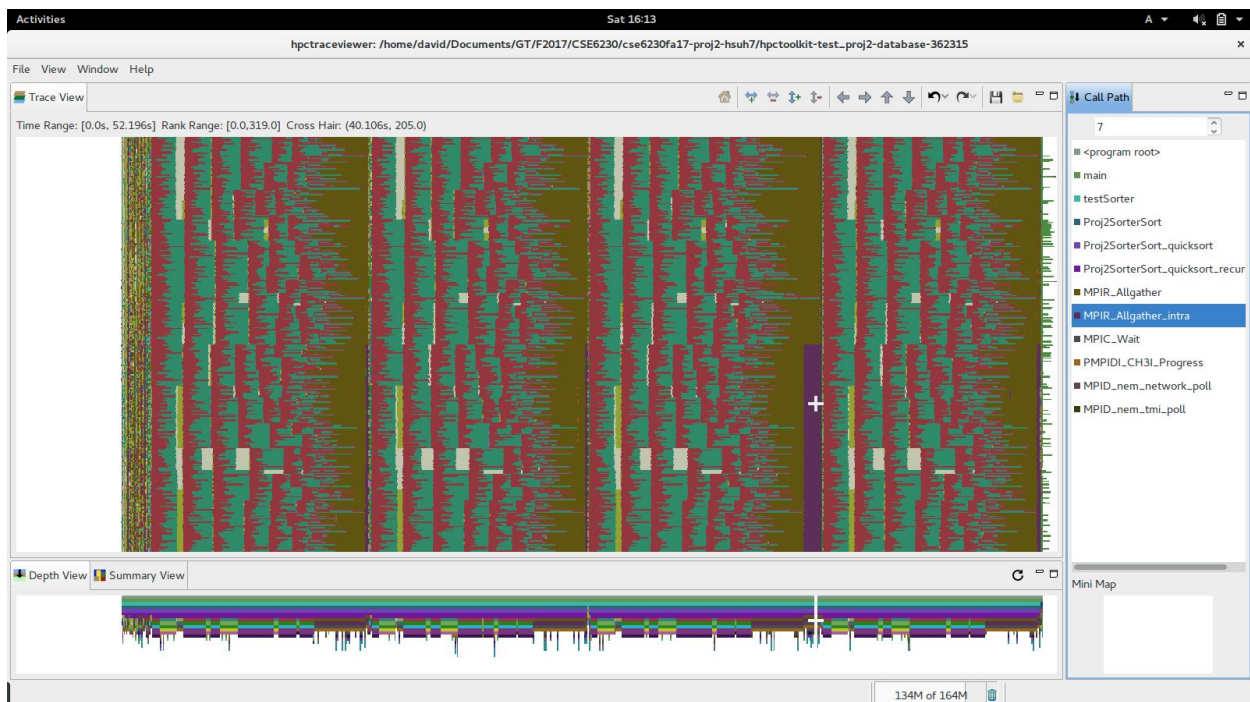 Activities
Sat 16:13
A
hpctraceviewer: /home/david/Documents/GT/F2017/CSE6230/cse6230fa17-proj2-hsuh7/hpctoolkit-test_proj2-database-362315
×
File View Window Help
Trace View
Time Range: [0.0s, 52.196s] Rank Range: [0.0,319.0] Cross Hair: (40.106s, 205.0)
Call Path
7
<program root>
main
testSorter
Proj2SorterSort
Proj2SorterSort_quicksort
Proj2SorterSort_quicksort_recur
MPIR_Allgather
MPIR_Allgather_intra
MPIC_Wait
PMPIDI_CH3I_Progress
MPID_nem_network_poll
MPID_nem_tmi_poll
Depth View Summary View
Mini Map
134M of 164M